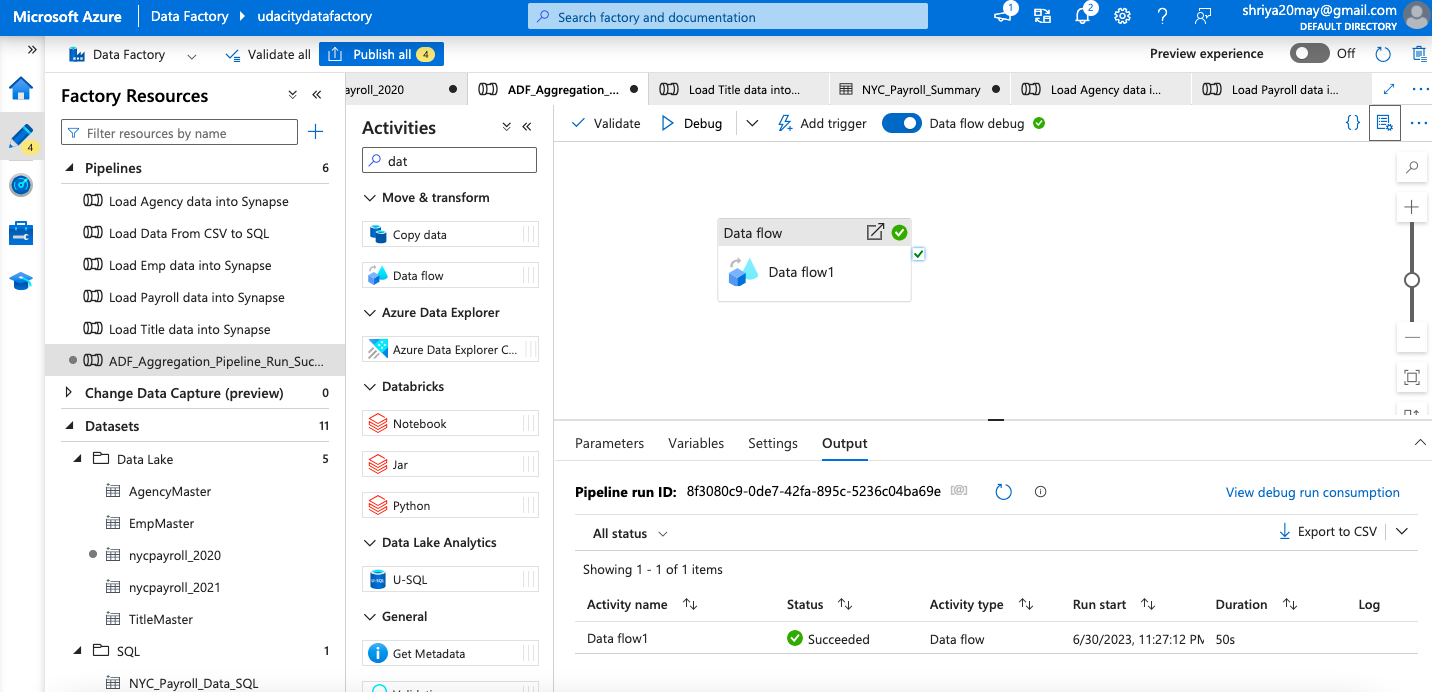 Microsoft Azure
Data Factory
udacitydatafactory
Search factory and documentation
1
2
shriya20may@gmail.com
DEFAULT DIRECTORY
Data Factory
Validate all
Publish all
4
Preview experience
Off
4
Factory Resources
Filter resources by name
Pipelines 6
Load Agency data into Synapse
Load Data From CSV to SQL
Load Emp data into Synapse
Load Payroll data into Synapse
Load Title data into Synapse
ADF_Aggregation_Pipeline_Run_Suc...
Change Data Capture (preview) 0
Datasets 11
Data Lake 5
AgencyMaster
EmpMaster
nycpayroll_2020
nycpayroll_2021
TitleMaster
SQL 1
NYC_Payroll_Data_SQL
ayroll_2020
ADF_Aggregation_...
Load Title data into...
NYC_Payroll_Summary
Load Agency data i...
Load Payroll data i...
Activities
dat
Move & transform
Copy data
Data flow
Azure Data Explorer
Azure Data Explorer C...
Databricks
Notebook
Jar
Python
Data Lake Analytics
U-SQL
General
Get Metadata
Validate
Debug
Add trigger
Data flow debug
{}
Data flow
Data flow1
Parameters
Variables
Settings
Output
Pipeline run ID: 8f3080c9-0de7-42fa-895c-5236c04ba69e
View debug run consumption
All status
Export to CSV
Showing 1 - 1 of 1 items
Activity name Status Activity type Run start Duration Log
Data flow1 Succeeded Data flow 6/30/2023, 11:27:12 PM 50s